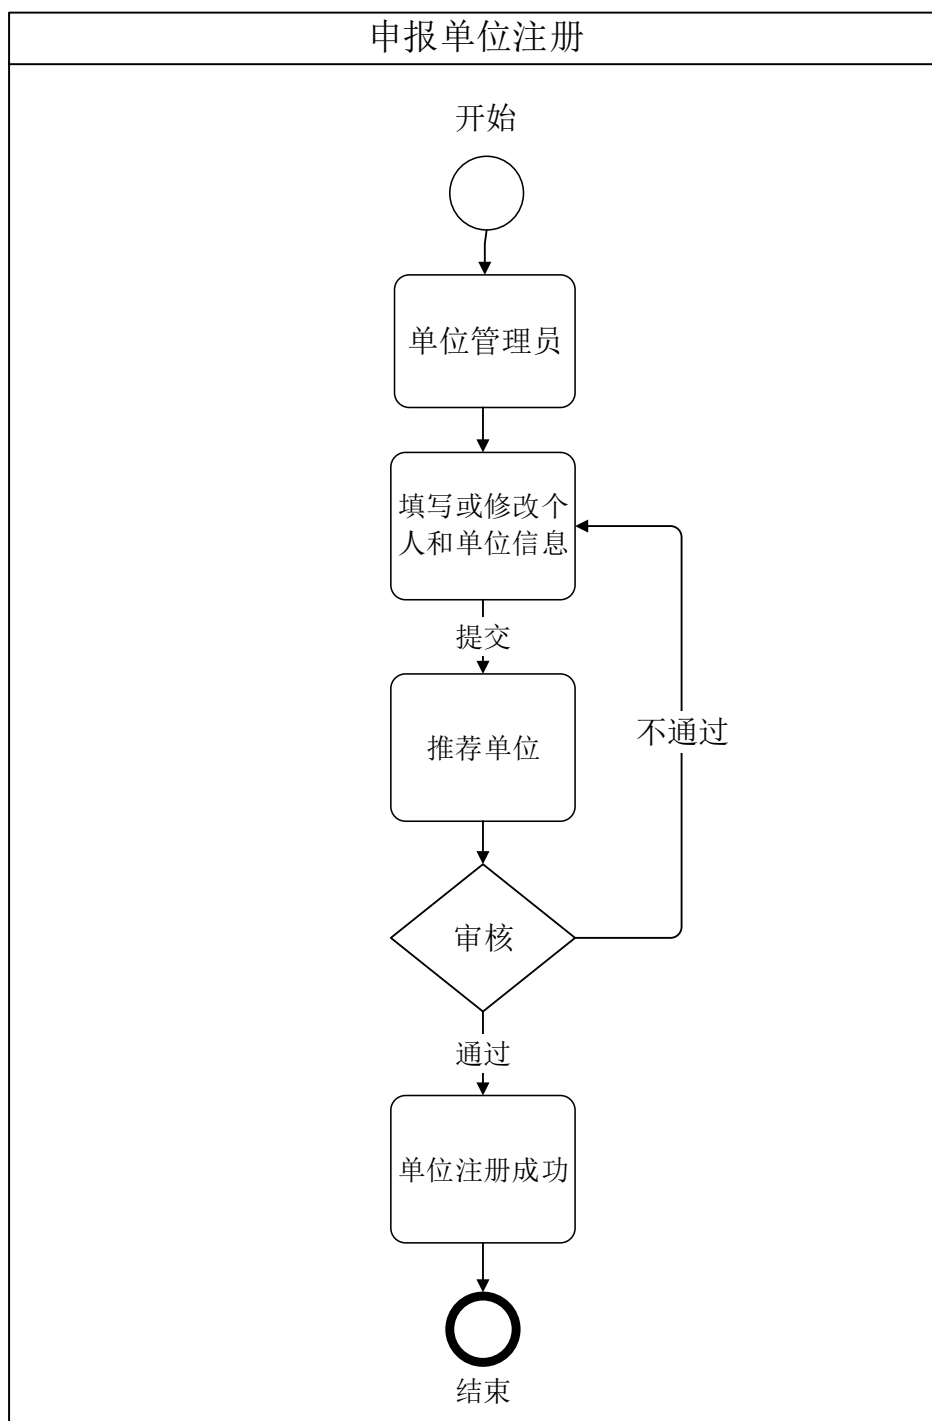 申报单位注册
开始
单位管理员
填写或修改个
人和单位信息
提交
推荐单位
不通过
审核
通过
单位注册成功
结束